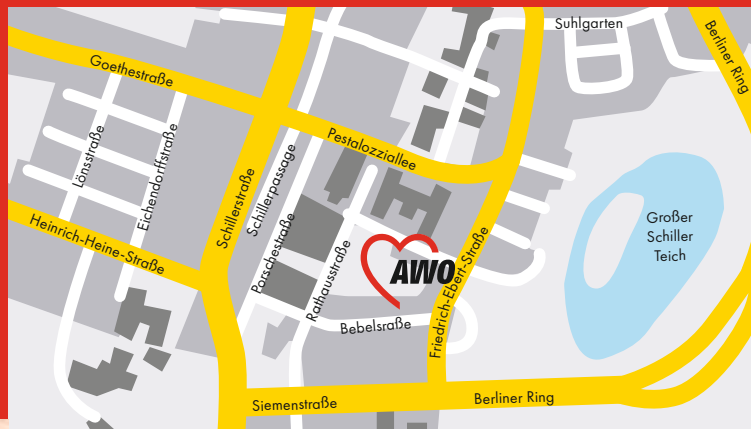 Suhlgarten
Berliner Ring
Goethestraße
Pestalozziallee
Lönsstraße
Eichendorffstraße
Schillerstraße
Schillerpassage
Porschestraße
Rathausstraße
Heinrich-Heine-Straße
Großer
Schiller
Teich
AWO
Friedrich-Ebert-Straße
Bebelsraße
Siemenstraße
Berliner Ring